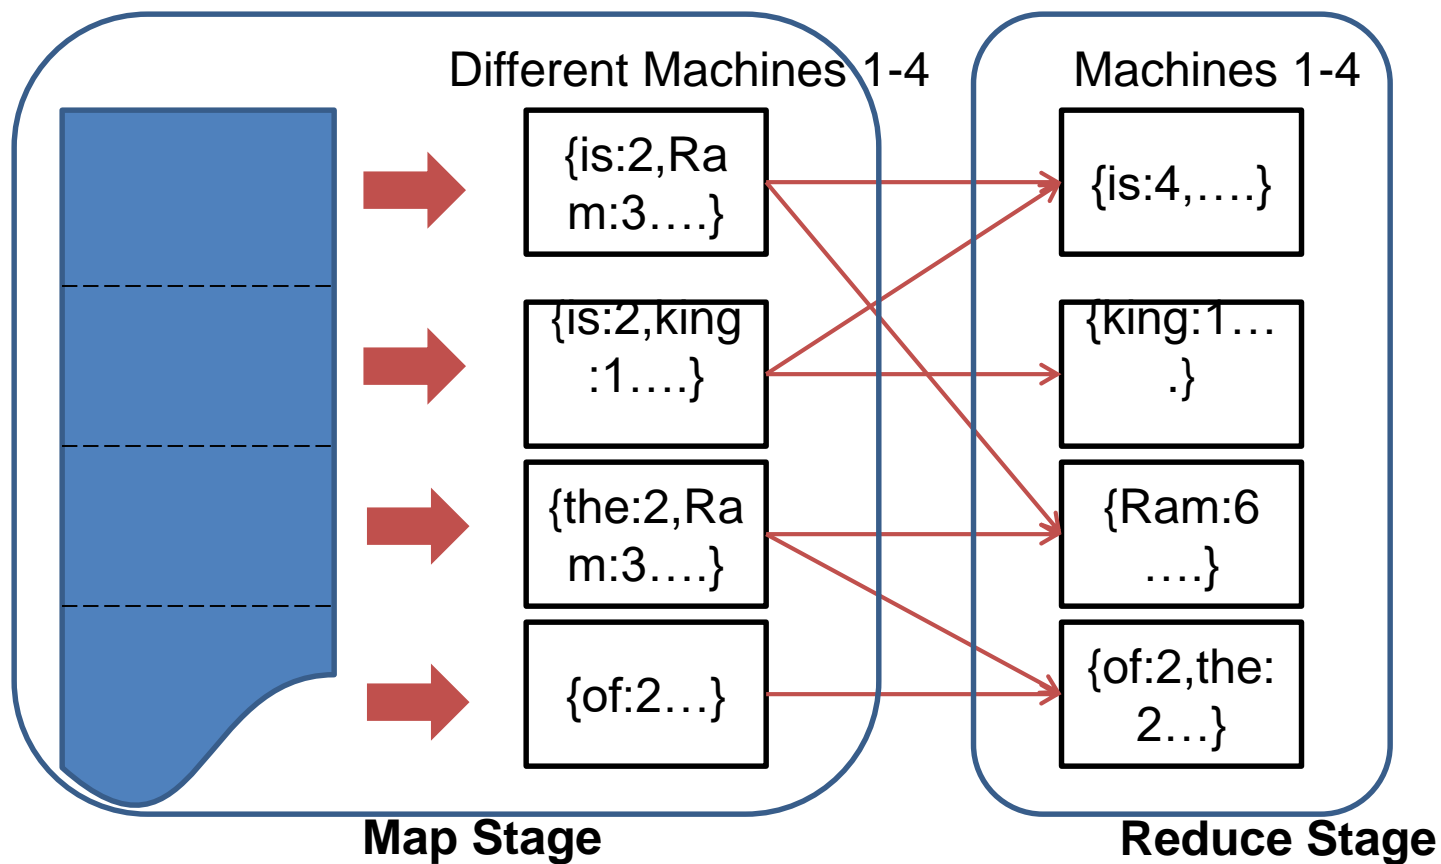 Different Machines 1-4
Machines 1-4
{is:2,Ra
m:3….}
{is:4,….}
{is:2,king
:1….}
{king:1…
.}
{the:2,Ra
m:3….}
{Ram:6
….}
{of:2…}
{of:2,the:
2…}
Map Stage
Reduce Stage